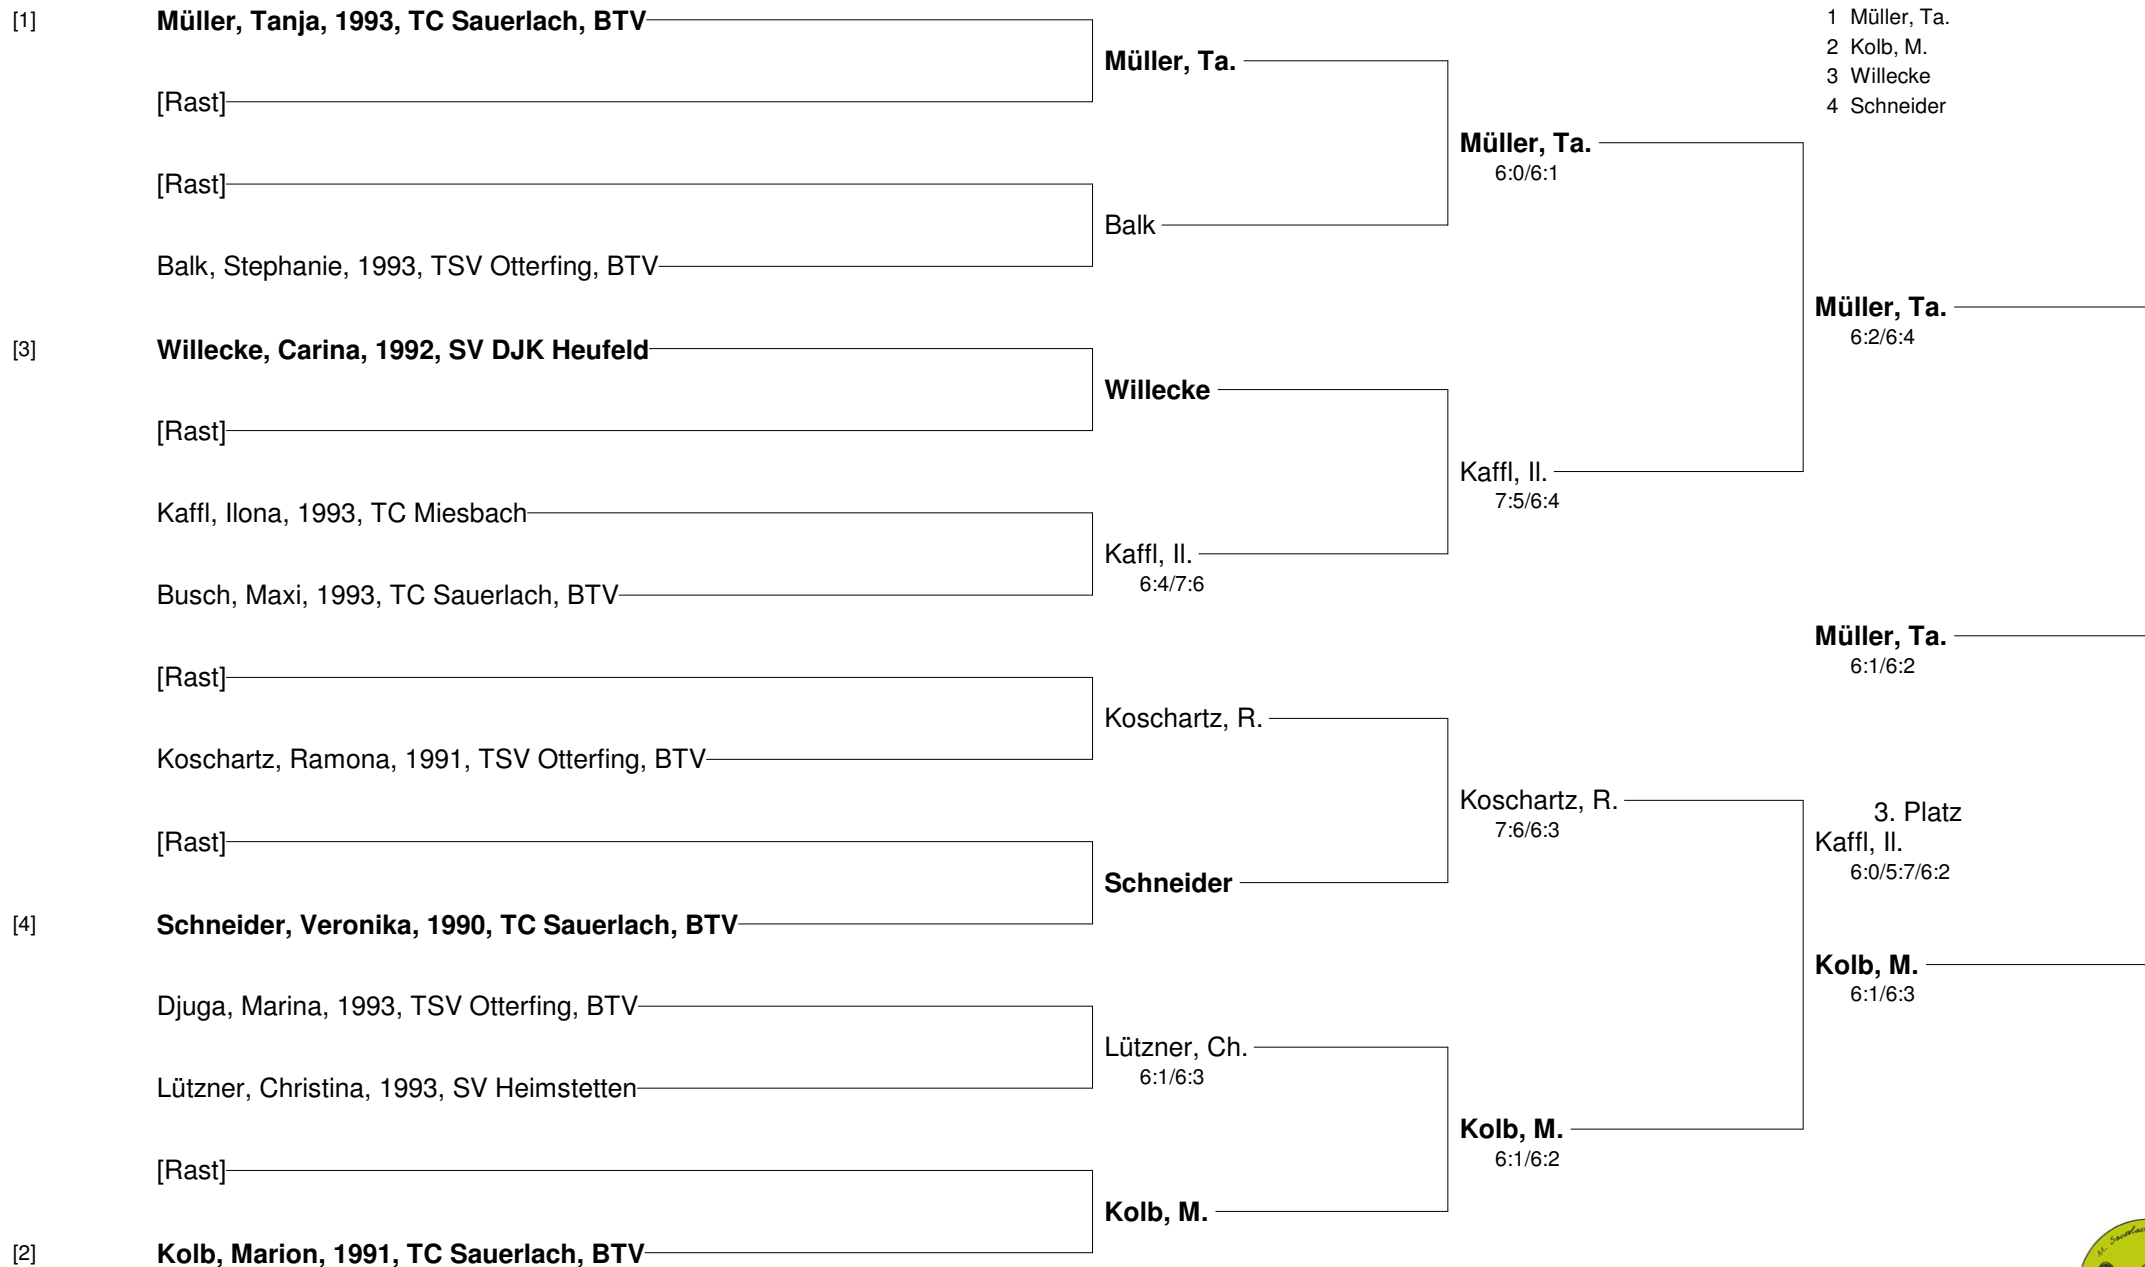 [1] Müller, Tanja, 1993, TC Sauerlach, BTV
[Rast]
[Rast]
Balk, Stephanie, 1993, TSV Otterfing, BTV
[3] Willecke, Carina, 1992, SV DJK Heufeld
[Rast]
Kaffl, Ilona, 1993, TC Miesbach
Busch, Maxi, 1993, TC Sauerlach, BTV
[Rast]
Koschartz, Ramona, 1991, TSV Otterfing, BTV
[Rast]
[4] Schneider, Veronika, 1990, TC Sauerlach, BTV
Djuga, Marina, 1993, TSV Otterfing, BTV
Lützner, Christina, 1993, SV Heimstetten
[Rast]
[2] Kolb, Marion, 1991, TC Sauerlach, BTV
Müller, Ta.
Balk
Willecke
Kaffl, Il.
6:4/7:6
Koschartz, R.
Schneider
Lützner, Ch.
6:1/6:3
Kolb, M.
Müller, Ta.
6:0/6:1
Kaffl, Il.
7:5/6:4
Koschartz, R.
7:6/6:3
Kolb, M.
6:1/6:2
1 Müller, Ta.
2 Kolb, M.
3 Willecke
4 Schneider
Müller, Ta.
6:2/6:4
Müller, Ta.
6:1/6:2
3. Platz
Kaffl, Il.
6:0/5:7/6:2
Kolb, M.
6:1/6:3